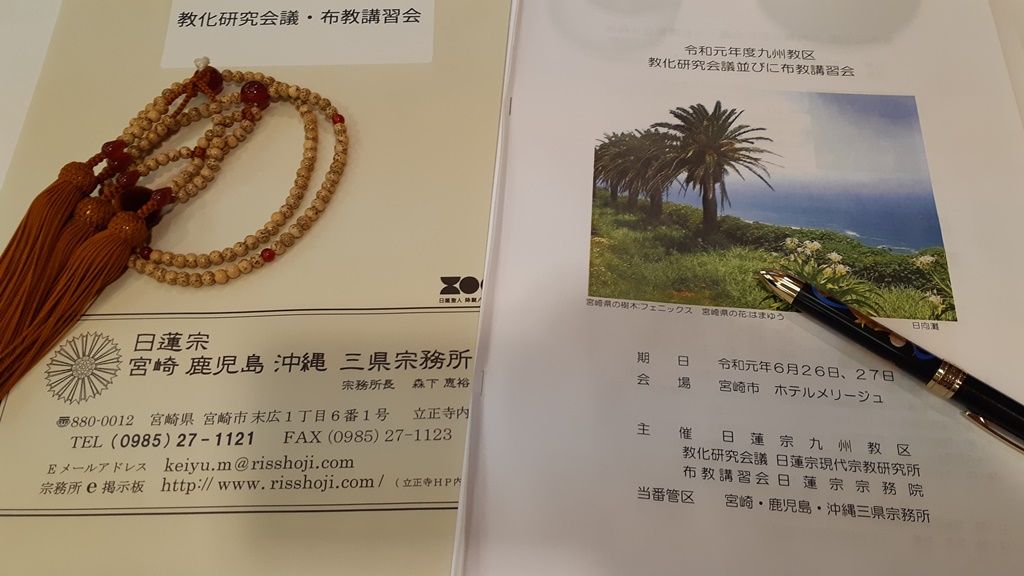 教化研究会議・布教講習会
日蓮宗
宮崎 鹿児島 沖縄 三県宗務所
宗務所長 森下恵裕
〠880-0012 宮崎県 宮崎市末広1丁目6番1号 立正寺内
TEL (0985) 27-1121 FAX (0985) 27-1123
Eメールアドレス keiyu.m@risshoji.com
宗務所e掲示板 http://www.risshoji.com/ (立正寺HP内
令和元年度九州教区
教化研究会議並びに布教講習会
宮崎県の樹木:フェニックス 宮崎県の花:はまゆう
日向灘
期 日 令和元年6月26日、27日
会 場 宮崎市 ホテルメリージュ
主 催 日蓮宗九州教区
教化研究会議 日蓮宗現代宗教研究所
布教講習会 日蓮宗宗務院
当番管区 宮崎・鹿児島・沖縄三県宗務所